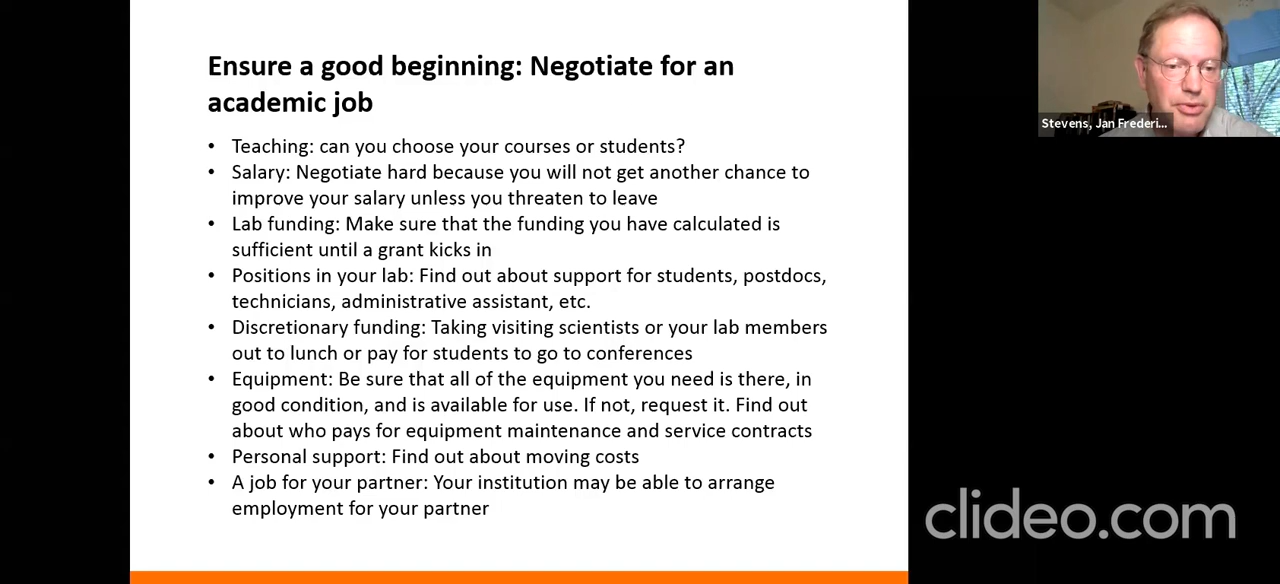 Ensure a good beginning: Negotiate for an
academic job
• Teaching: can you choose your courses or students?
• Salary: Negotiate hard because you will not get another chance to
improve your salary unless you threaten to leave
• Lab funding: Make sure that the funding you have calculated is
sufficient until a grant kicks in
• Positions in your lab: Find out about support for students, postdocs,
technicians, administrative assistant, etc.
• Discretionary funding: Taking visiting scientists or your lab members
out to lunch or pay for students to go to conferences
• Equipment: Be sure that all of the equipment you need is there, in
good condition, and is available for use. If not, request it. Find out
about who pays for equipment maintenance and service contracts
• Personal support: Find out about moving costs
• A job for your partner: Your institution may be able to arrange
employment for your partner
Stevens, Jan Frederi...
clideo.com